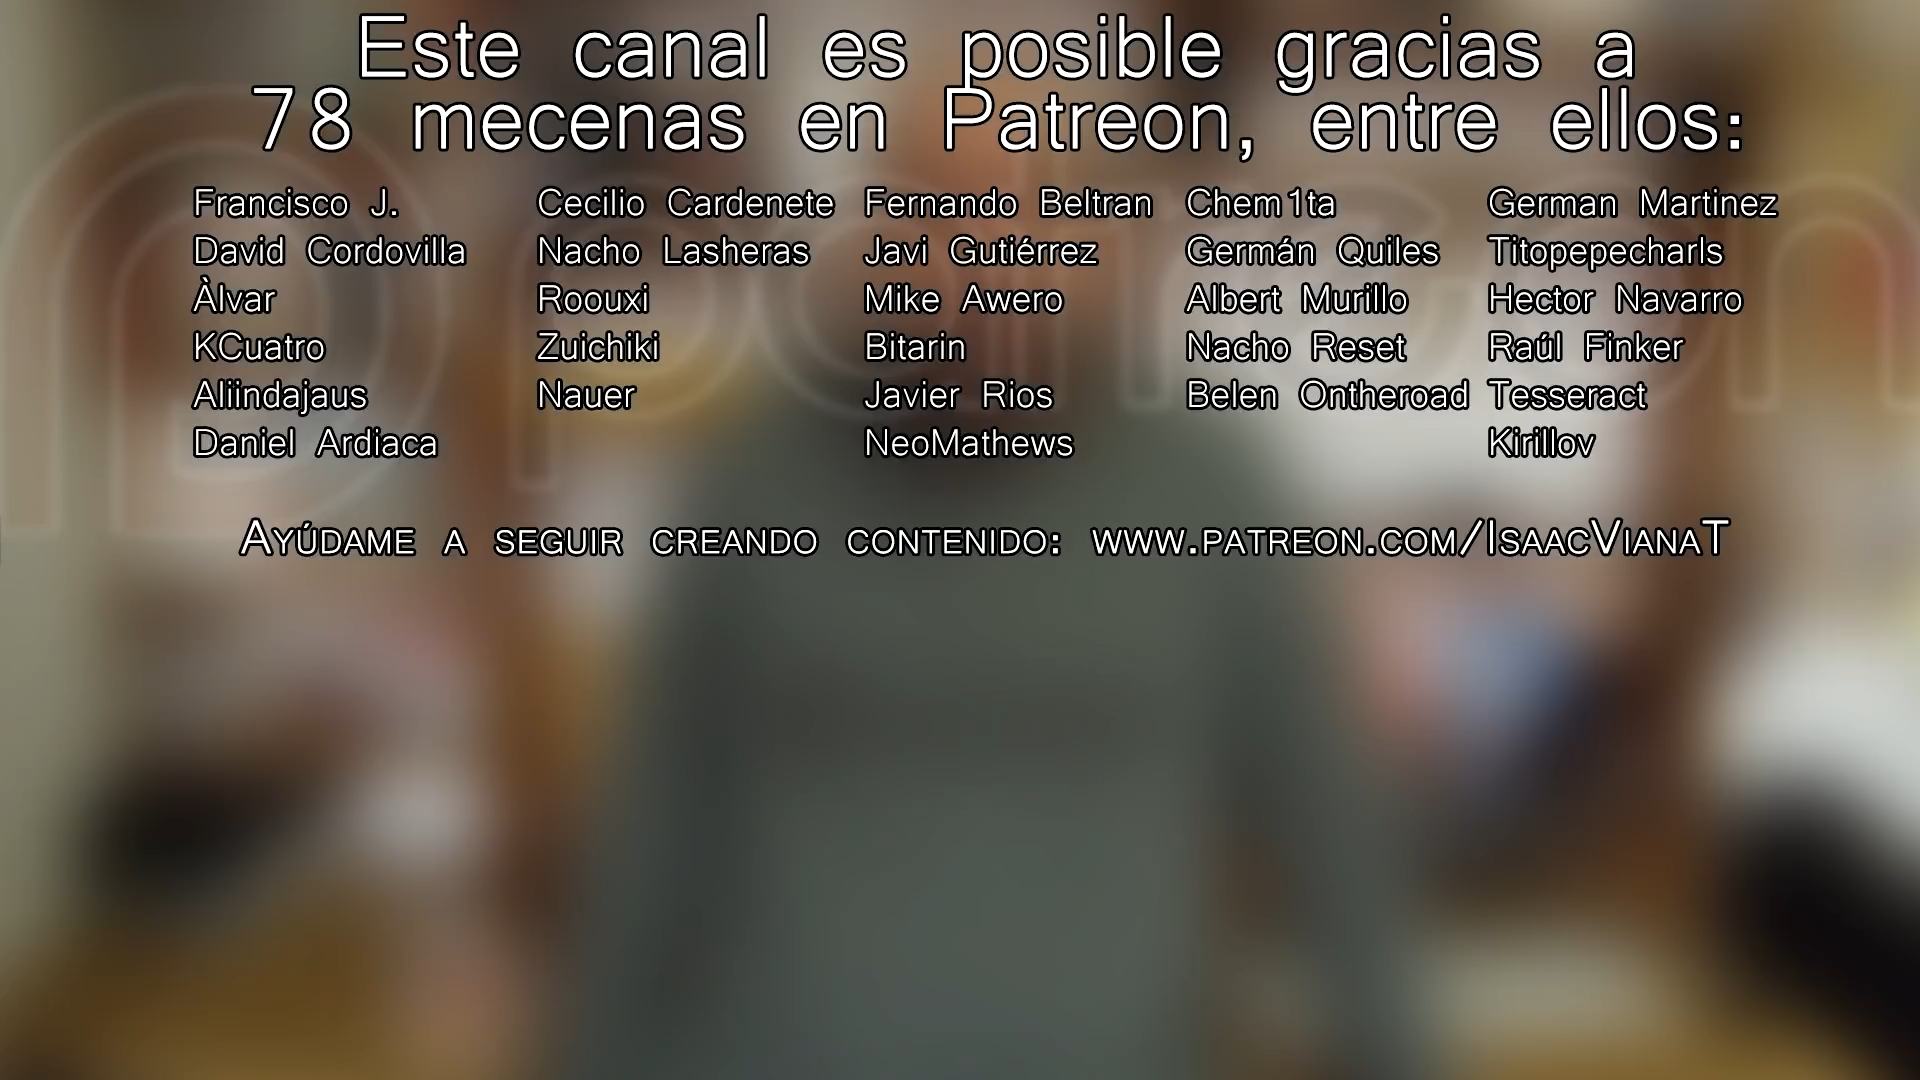 Este canal es posible gracias a
78 mecenas en Patreon, entre ellos:
Francisco J.
David Cordovilla
Àlvar
KCuatro
Aliindajaus
Daniel Ardiaca
Cecilio Cardenete
Nacho Lasheras
Roouxi
Zuichiki
Nauer
Fernando Beltran
Javi Gutiérrez
Mike Awero
Bitarin
Javier Rios
NeoMathews
Chem1ta
Germán Quiles
Albert Murillo
Nacho Reset
Belen Ontheroad
German Martinez
Titopepecharls
Hector Navarro
Raúl Finker
Tesseract
Kirillov
Ayúdame a seguir creando contenido: www.patreon.com/IsaacVianaT